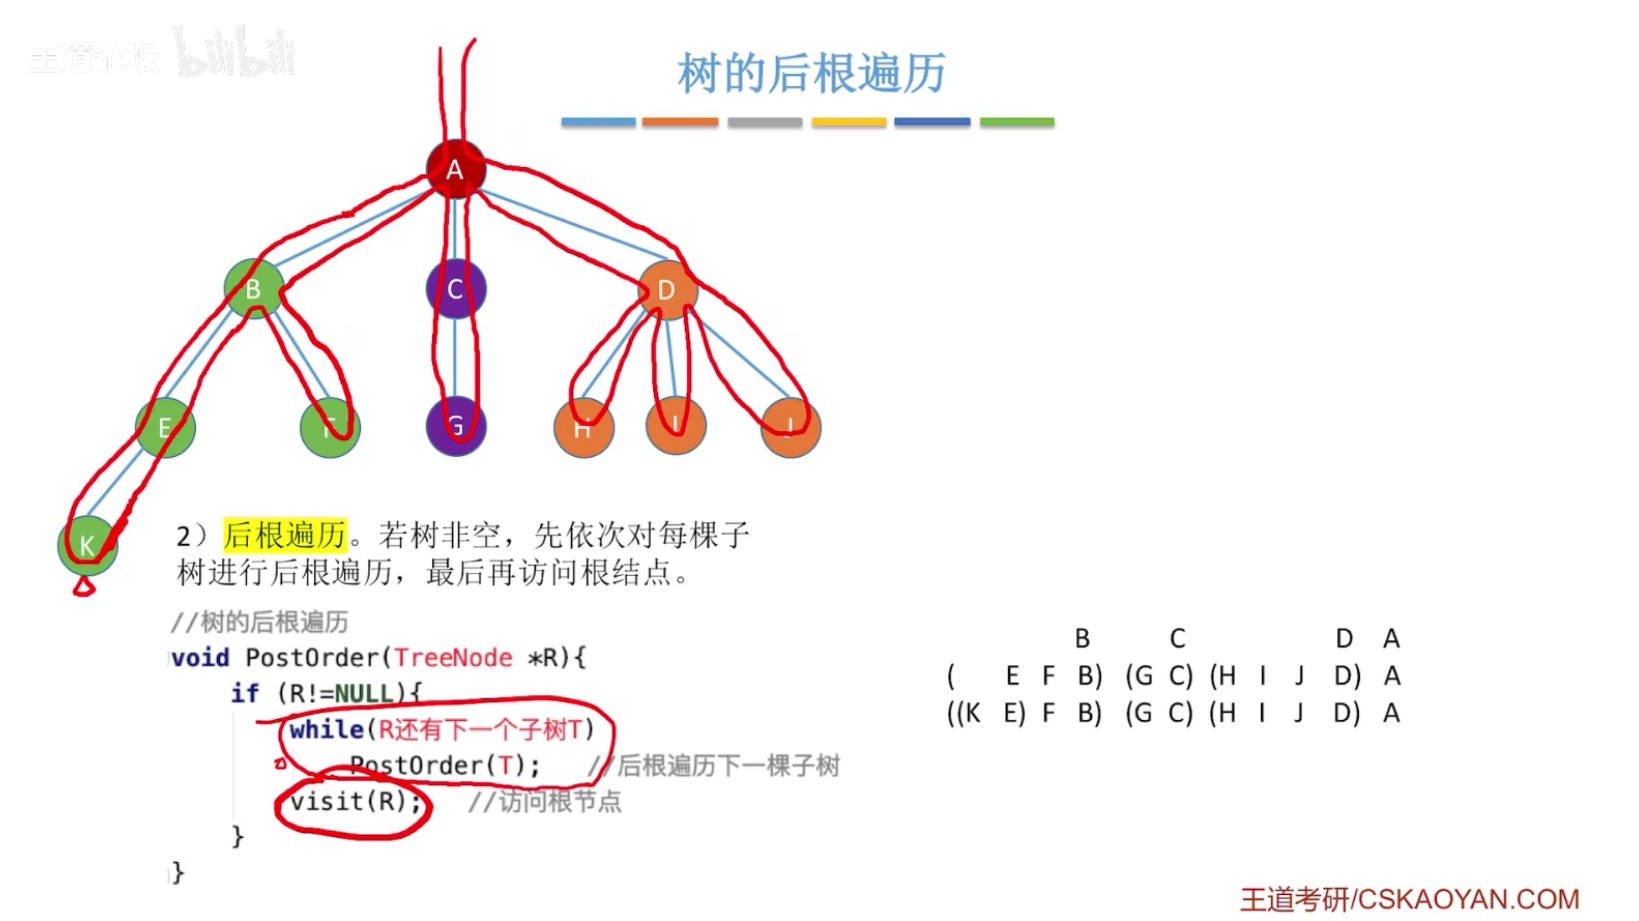 王道论坛 bilibili
树的后根遍历
A
B C D
E F G H I J
K
2）后根遍历。若树非空，先依次对每棵子
树进行后根遍历，最后再访问根结点。
//树的后根遍历
void PostOrder(TreeNode *R){
if (R!=NULL){
while(R还有下一个子树T)
PostOrder(T); //后根遍历下一棵子树
visit(R); //访问根节点
}
}
B C D A
( E F B) (G C) (H I J D) A
((K E) F B) (G C) (H I J D) A
王道考研/CSKAOYAN.COM